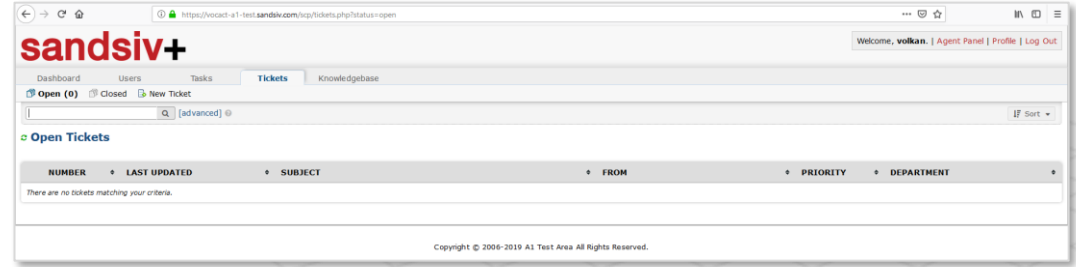 https://vocact-a1-test.sandsiv.com/scp/tickets.php?status=open
sandsiv+
Welcome, volkan. | Agent Panel | Profile | Log Out
Dashboard Users Tasks Tickets Knowledgebase
Open (0) Closed New Ticket
[advanced] Sort
Open Tickets
NUMBER LAST UPDATED SUBJECT FROM PRIORITY DEPARTMENT
There are no tickets matching your criteria.
Copyright © 2006-2019 A1 Test Area All Rights Reserved.